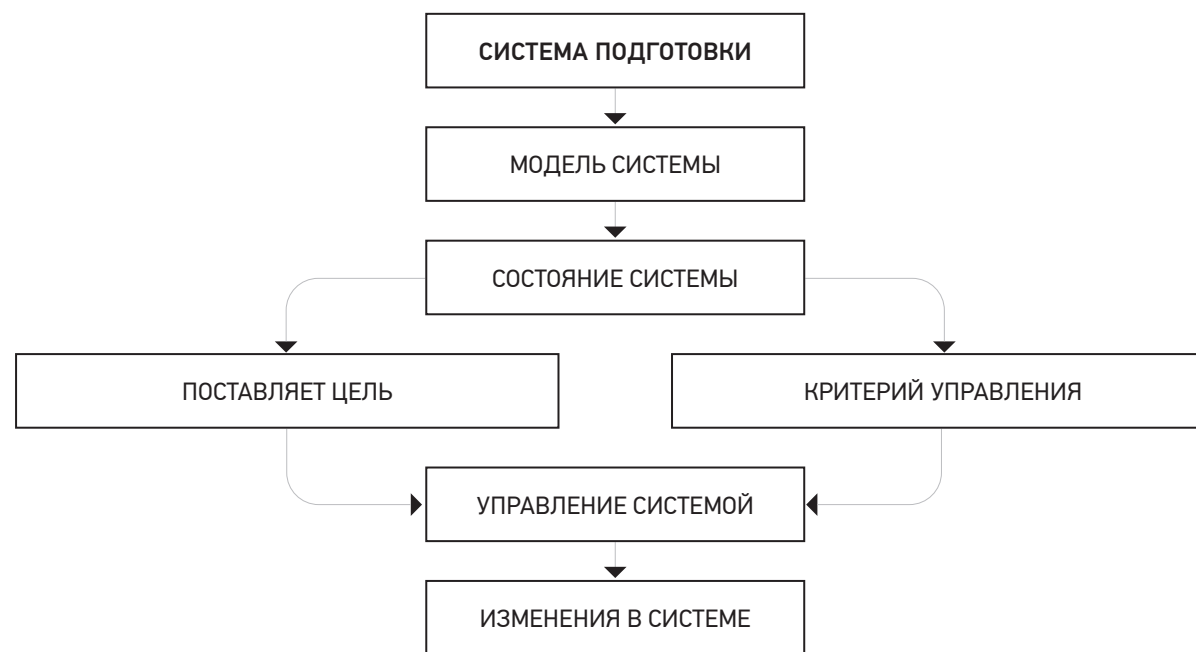 СИСТЕМА ПОДГОТОВКИ
МОДЕЛЬ СИСТЕМЫ
СОСТОЯНИЕ СИСТЕМЫ
ПОСТАВЛЯЕТ ЦЕЛЬ
КРИТЕРИЙ УПРАВЛЕНИЯ
УПРАВЛЕНИЕ СИСТЕМОЙ
ИЗМЕНЕНИЯ В СИСТЕМЕ